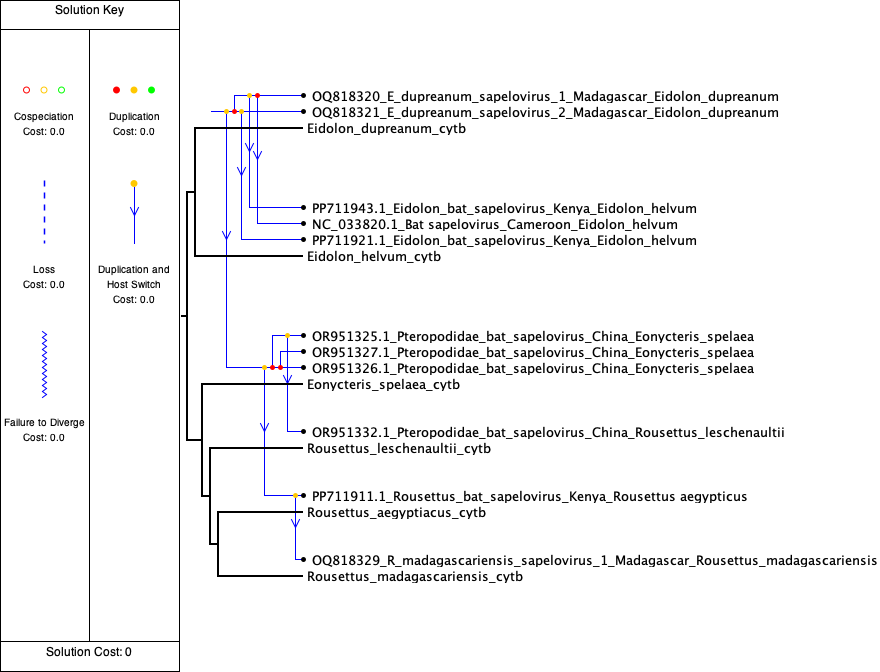 Solution Key
Cospeciation
Cost: 0.0
Duplication
Cost: 0.0
Loss
Cost: 0.0
Duplication and
Host Switch
Cost: 0.0
Failure to Diverge
Cost: 0.0
Solution Cost: 0
OQ818320_E_dupreanum_sapelovirus_1_Madagascar_Eidolon_dupreanum
OQ818321_E_dupreanum_sapelovirus_2_Madagascar_Eidolon_dupreanum
Eidolon_dupreanum_cytb
PP711943.1_Eidolon_bat_sapelovirus_Kenya_Eidolon_helvum
NC_033820.1_Bat sapelovirus_Cameroon_Eidolon_helvum
PP711921.1_Eidolon_bat_sapelovirus_Kenya_Eidolon_helvum
Eidolon_helvum_cytb
OR951325.1_Pteropodidae_bat_sapelovirus_China_Eonycteris_spelaea
OR951327.1_Pteropodidae_bat_sapelovirus_China_Eonycteris_spelaea
OR951326.1_Pteropodidae_bat_sapelovirus_China_Eonycteris_spelaea
Eonycteris_spelaea_cytb
OR951332.1_Pteropodidae_bat_sapelovirus_China_Rousettus_leschenaultii
Rousettus_leschenaultii_cytb
PP711911.1_Rousettus_bat_sapelovirus_Kenya_Rousettus aegypticus
Rousettus_aegyptiacus_cytb
OQ818329_R_madagascariensis_sapelovirus_1_Madagascar_Rousettus_madagascariensis
Rousettus_madagascariensis_cytb